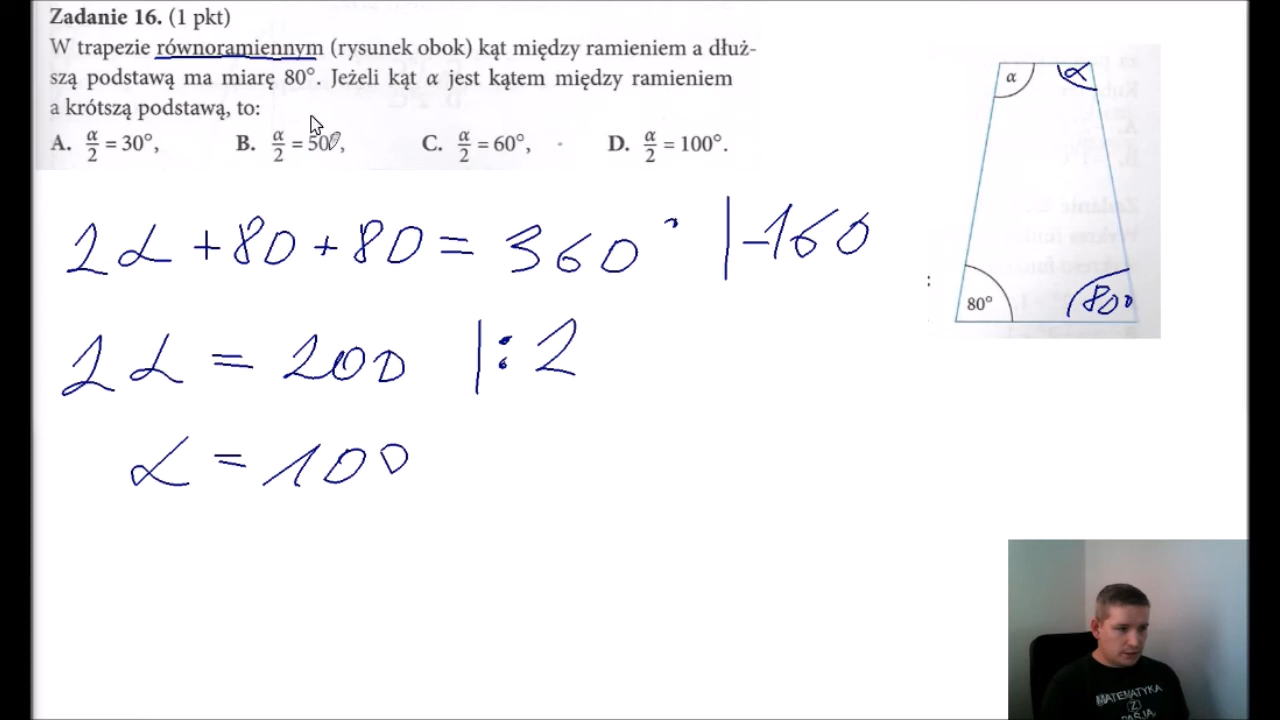 Zadanie 16. (1 pkt)
W trapezie równoramiennym (rysunek obok) kąt między ramieniem a dłuż-
szą podstawą ma miarę 80°. Jeżeli kąt α jest kątem między ramieniem
a krótszą podstawą, to:
A. α/2 = 30°, B. α/2 = 50°, C. α/2 = 60°, D. α/2 = 100°.
α α
80° 80°
2α + 80 + 80 = 360° |-160
2α = 200 |:2
α = 100
MATEMATYKA
(Z)
PASJĄ